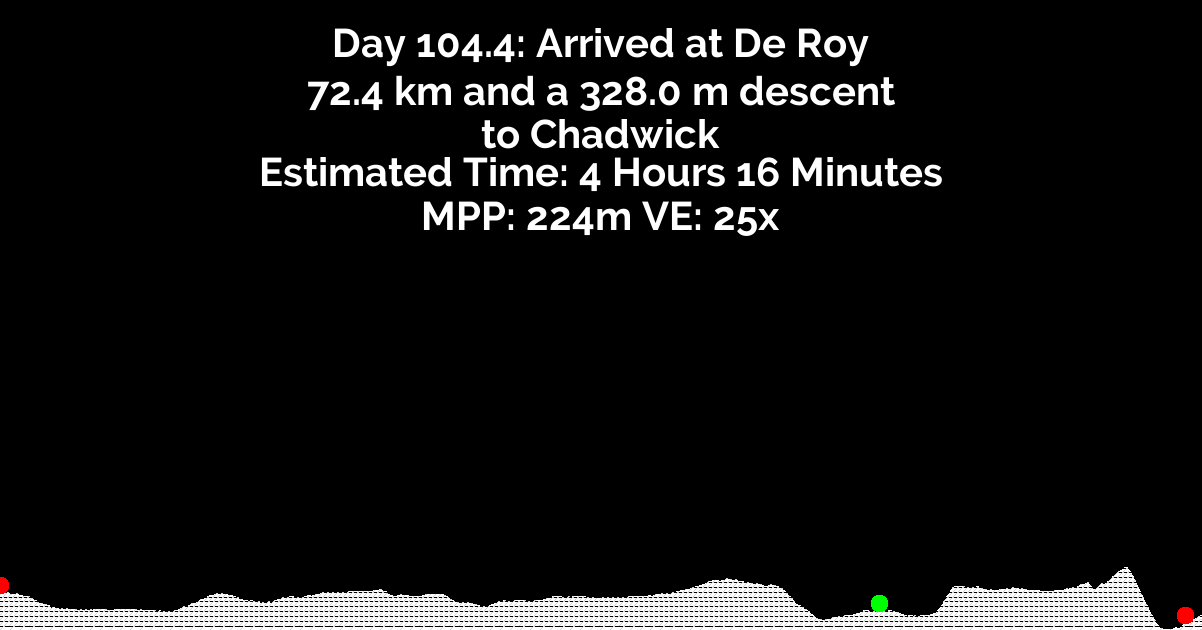 Day 104.4: Arrived at De Roy
72.4 km and a 328.0 m descent
to Chadwick
Estimated Time: 4 Hours 16 Minutes
MPP: 224m VE: 25x